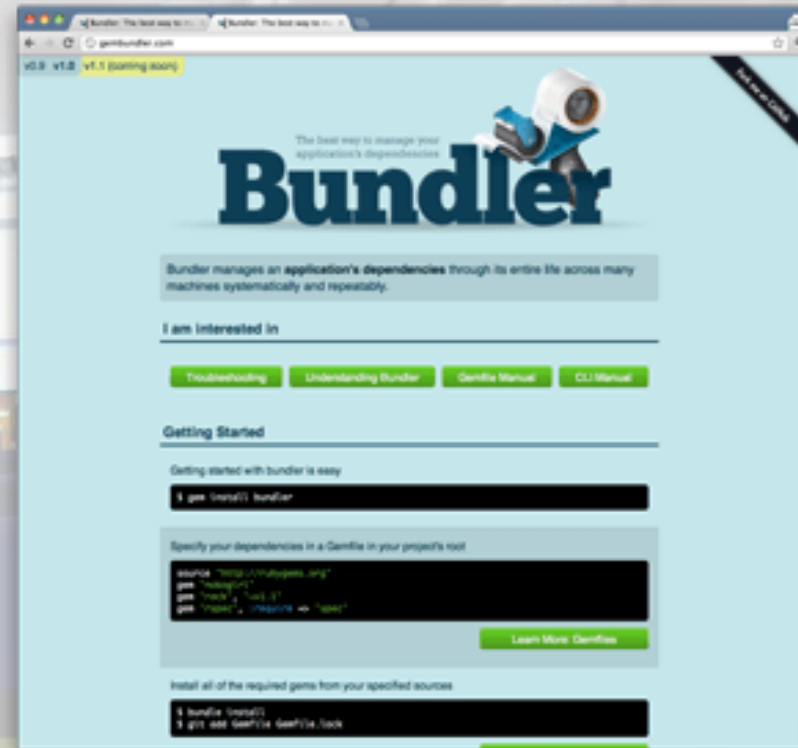 Bundler: The best way to m
Bundler: The best way to m
gembundler.com
v0.9 v1.0 v1.1 (coming soon)
Fork me on GitHub
The best way to manage your
application's dependencies
Bundler
Bundler manages an application's dependencies through its entire life across many
machines systematically and repeatably.
I am interested in
Troubleshooting Understanding Bundler Gemfile Manual CLI Manual
Getting Started
Getting started with bundler is easy
$ gem install bundler
Specify your dependencies in a Gemfile in your project's root
source "http://rubygems.org"
gem "nokogiri"
gem "rack", "~>1.1"
gem "rspec", :require => "spec"
Learn More: Gemfiles
Install all of the required gems from your specified sources
$ bundle install
$ git add Gemfile Gemfile.lock